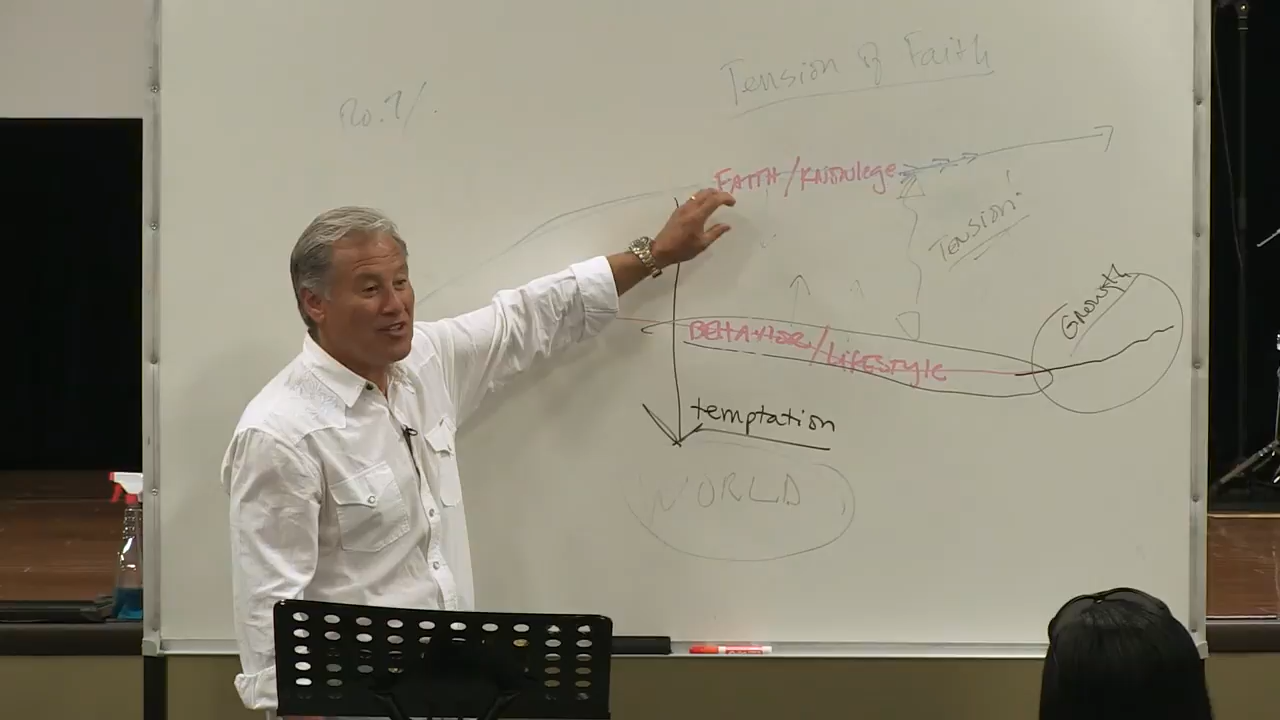 Tension of Faith
Ro. 7/
FAITH/KNOWlege
Tension!
Growth
BEHAVIOR/LIFEStyle
temptation
WORLD